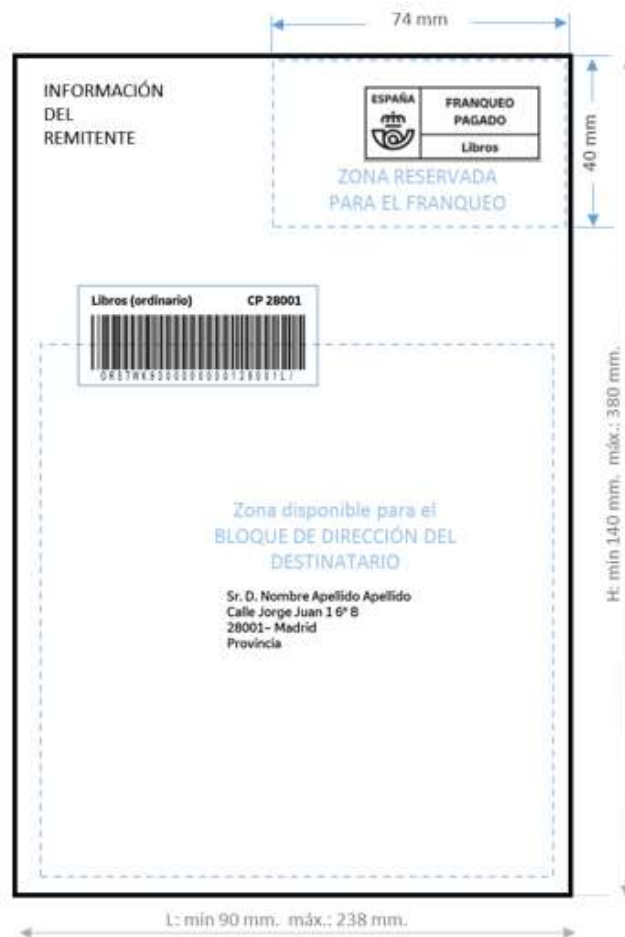 74 mm
INFORMACIÓN
DEL
REMITENTE
ESPAÑA
FRANQUEO
PAGADO
Libros
40 mm
ZONA RESERVADA
PARA EL FRANQUEO
Libros (ordinario) CP 28001
H: min 140 mm. máx.: 380 mm.
Zona disponible para el
BLOQUE DE DIRECCIÓN DEL
DESTINATARIO
Sr. D. Nombre Apellido Apellido
Calle Jorge Juan 1 6º B
28001– Madrid
Provincia
L: min 90 mm. máx.: 238 mm.